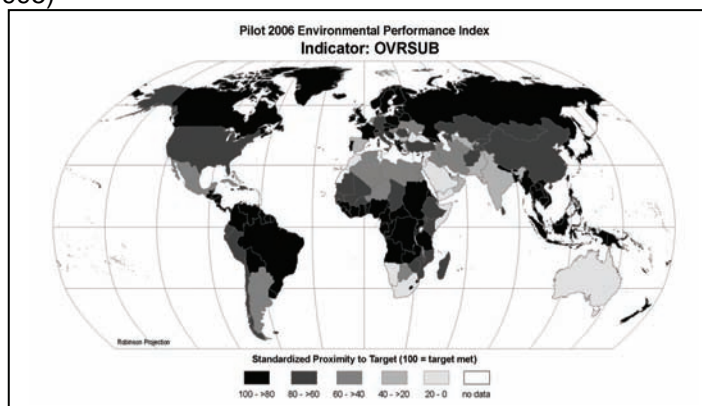 Pilot 2006 Environmental Performance Index
Indicator: OVRSUB
Robinson Projection
Standardized Proximity to Target (100 = target met)
100 - >80 80 - >60 60 - >40 40 - >20 20 - 0 no data